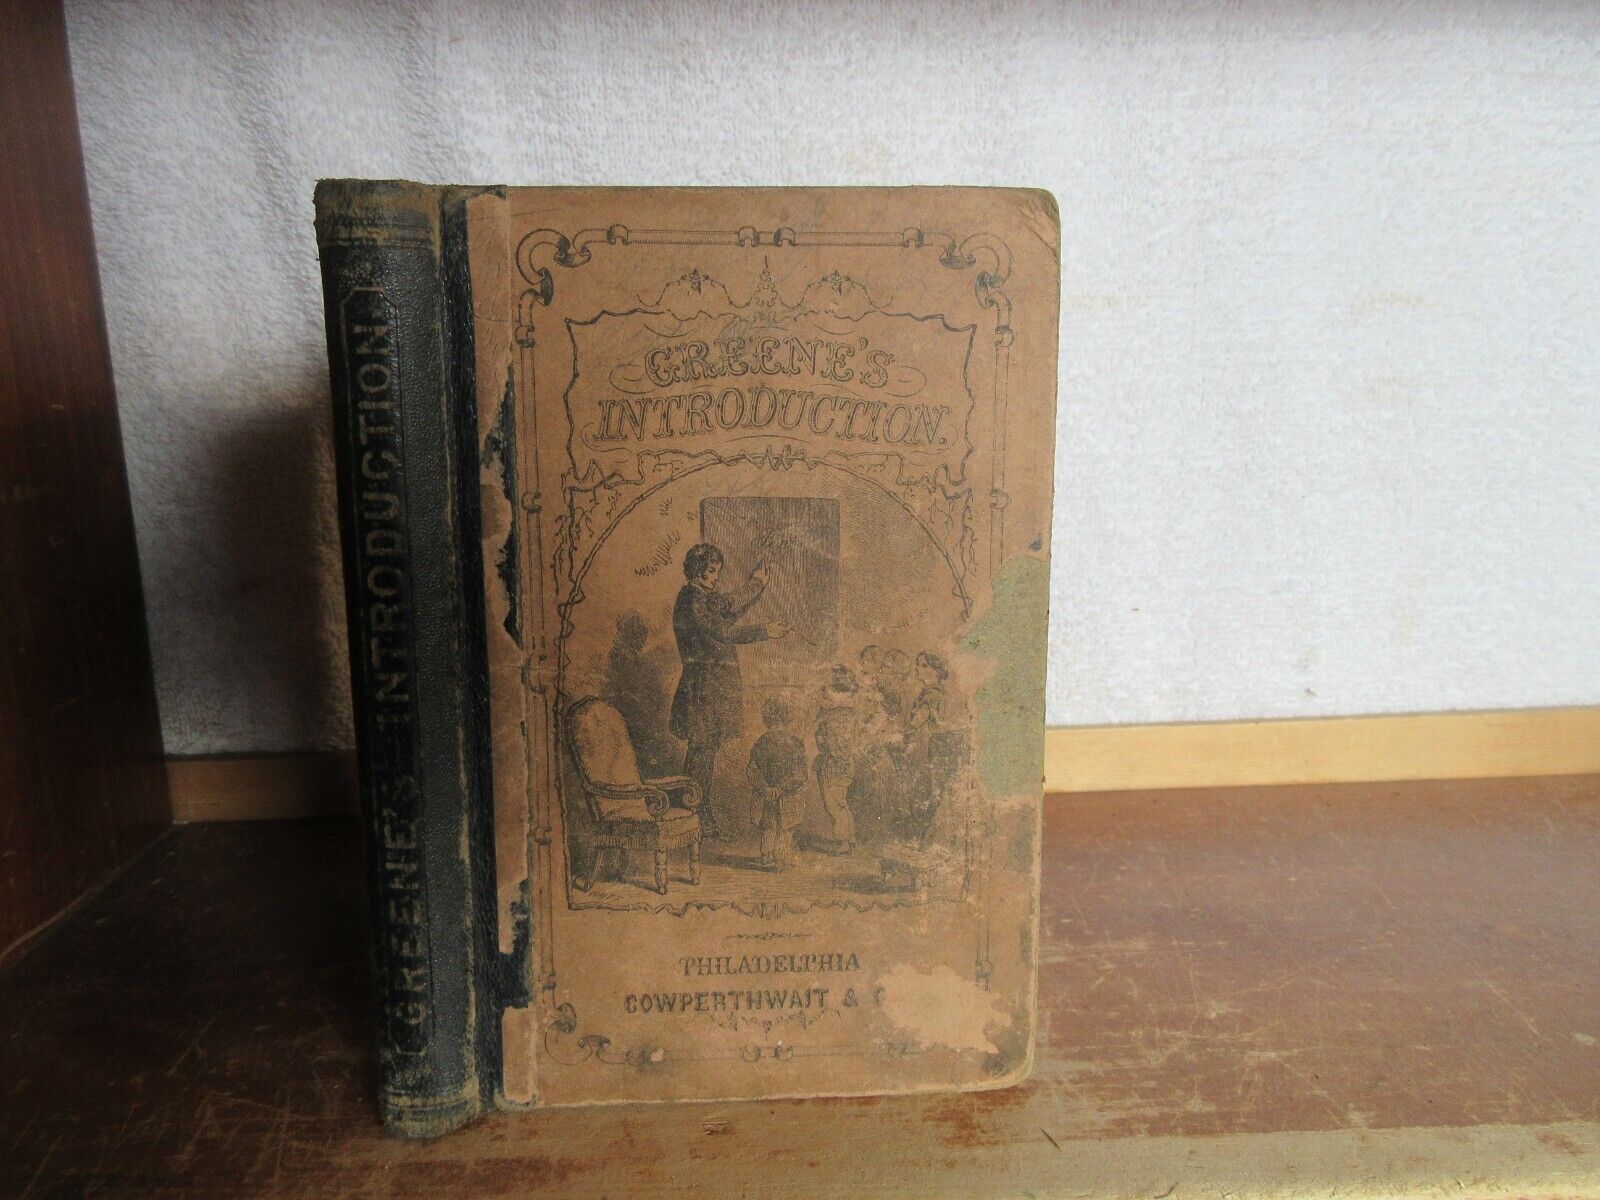 GREENE'S INTRODUCTION
GREENE'S
INTRODUCTION.
PHILADELPHIA
COWPERTHWAIT &